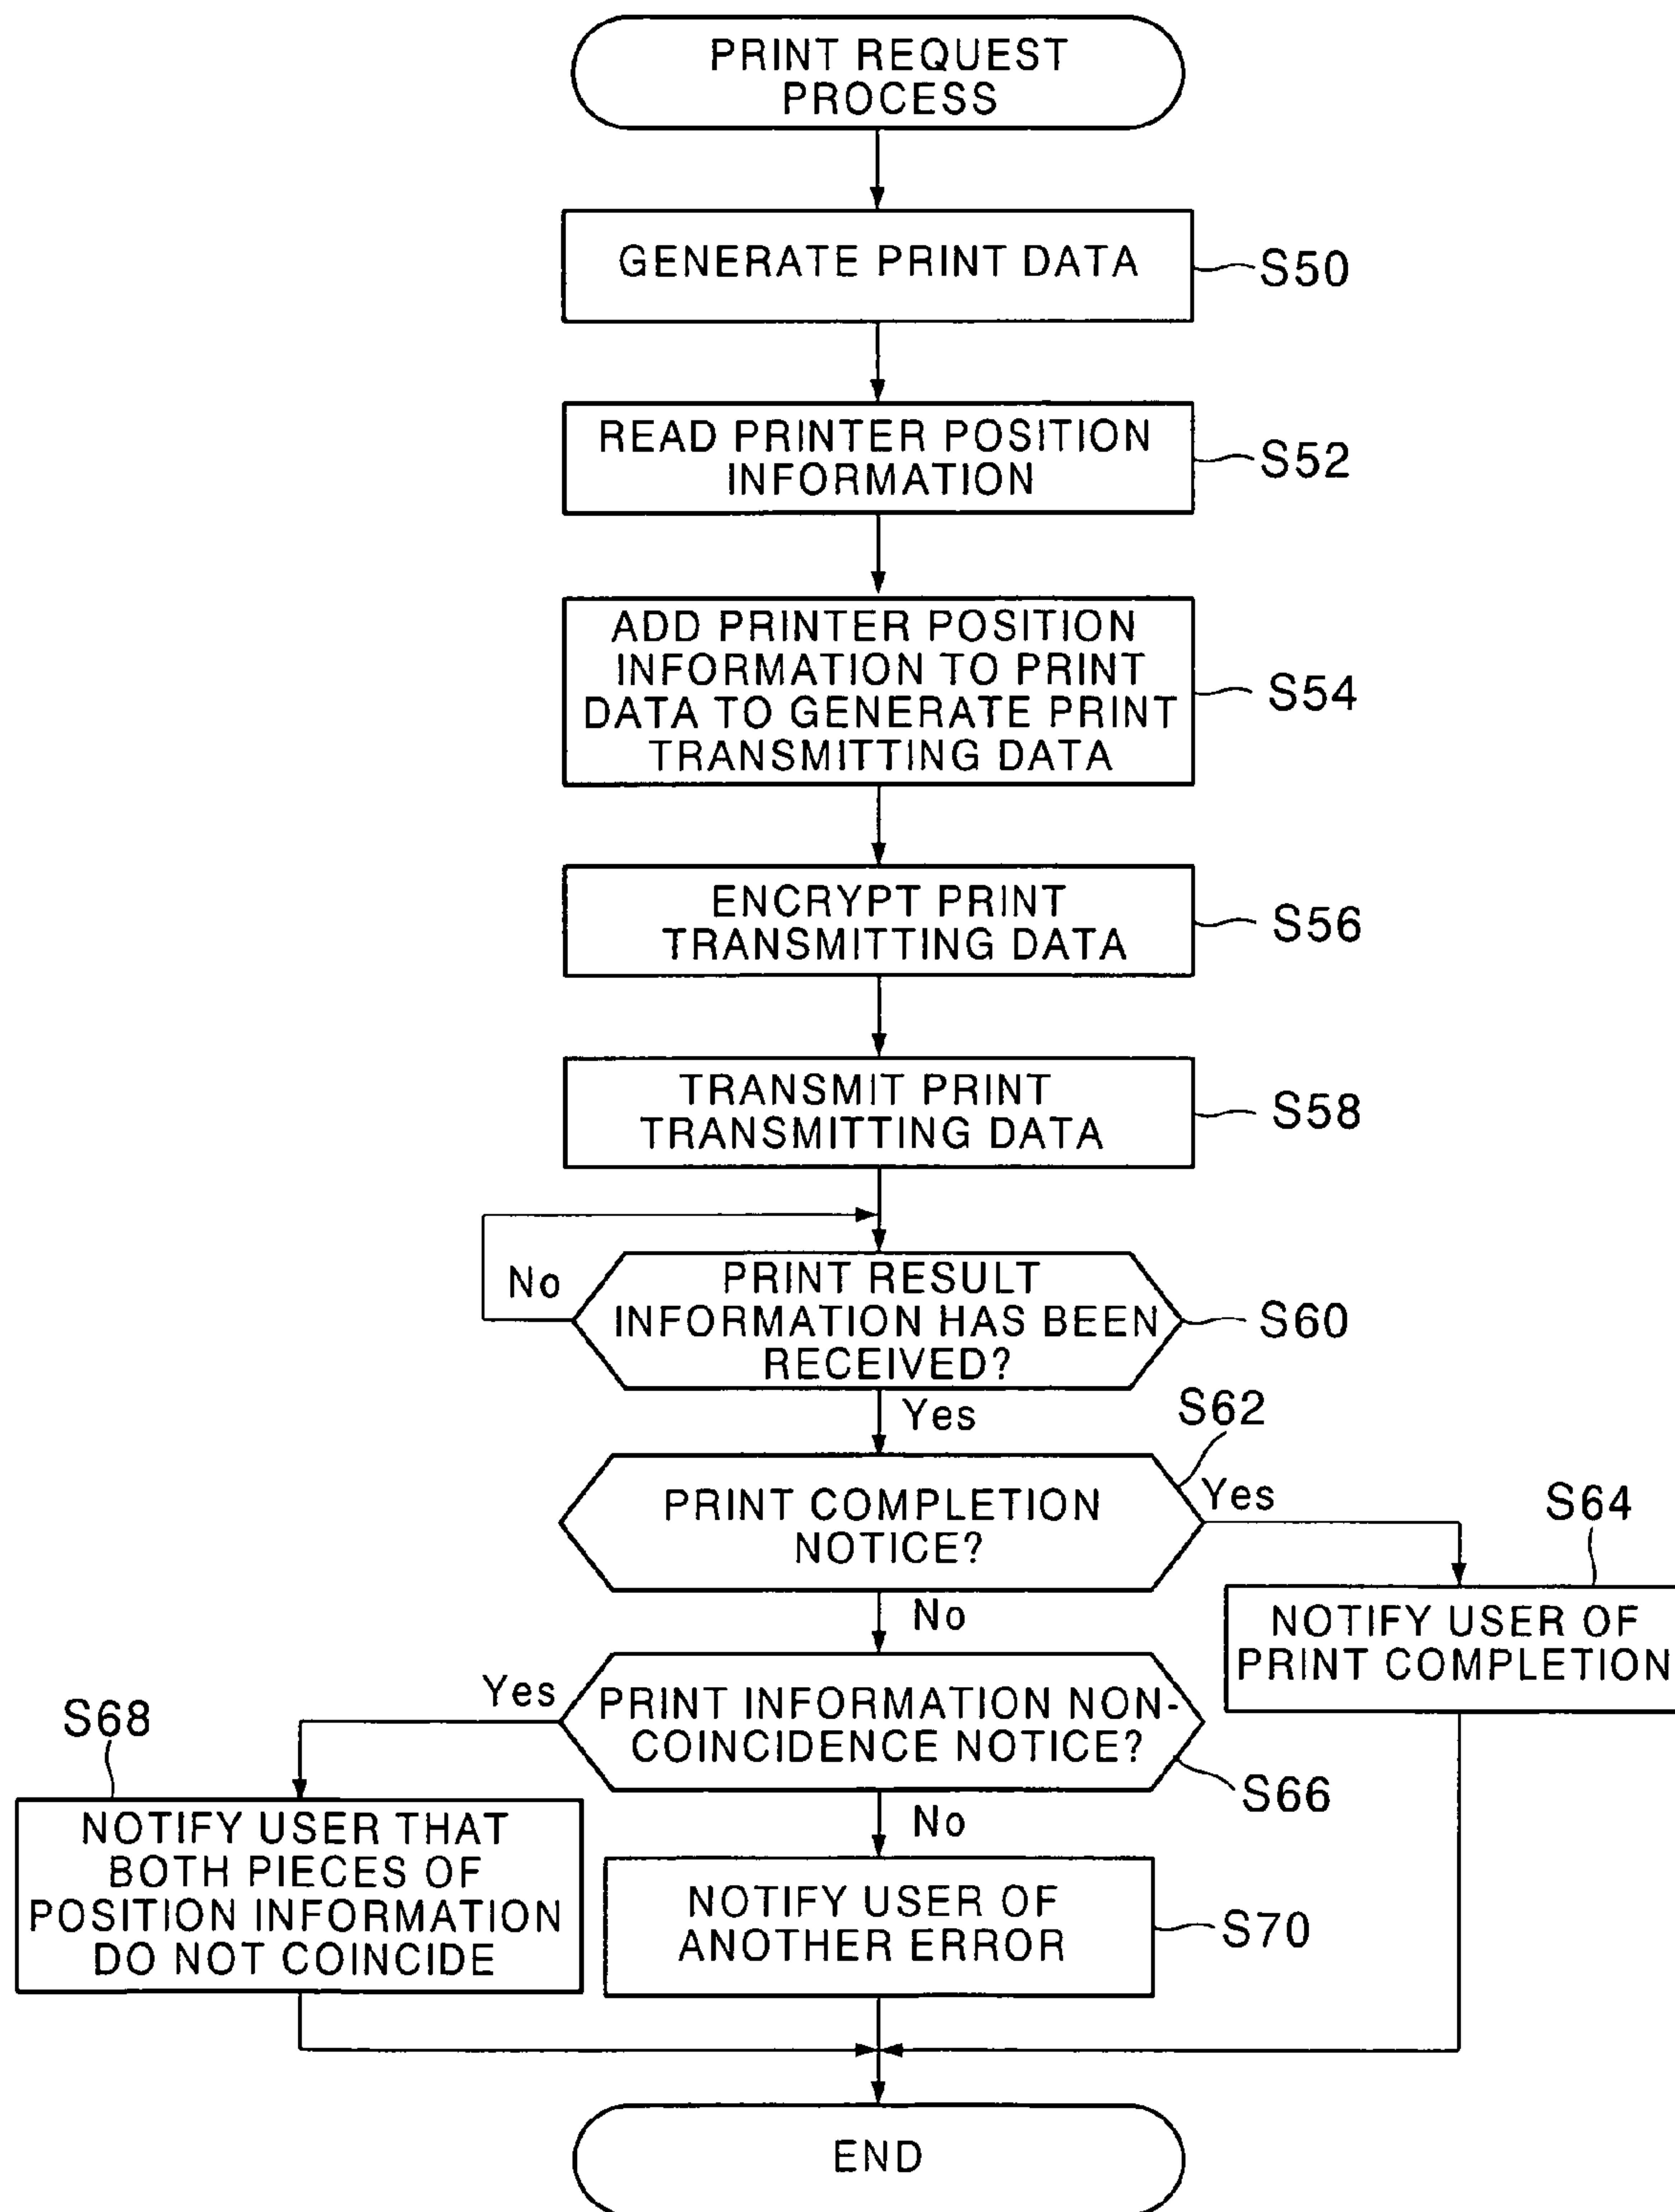 PRINT REQUEST
PROCESS
GENERATE PRINT DATA
S50
READ PRINTER POSITION
INFORMATION
S52
ADD PRINTER POSITION
INFORMATION TO PRINT
DATA TO GENERATE PRINT
TRANSMITTING DATA
S54
ENCRYPT PRINT
TRANSMITTING DATA
S56
TRANSMIT PRINT
TRANSMITTING DATA
S58
No
PRINT RESULT
INFORMATION HAS BEEN
RECEIVED?
S60
Yes
S62
PRINT COMPLETION
NOTICE?
Yes
S64
No
NOTIFY USER OF
PRINT COMPLETION
Yes
PRINT INFORMATION NON-
COINCIDENCE NOTICE?
S66
S68
No
NOTIFY USER THAT
BOTH PIECES OF
POSITION INFORMATION
DO NOT COINCIDE
NOTIFY USER OF
ANOTHER ERROR
S70
END